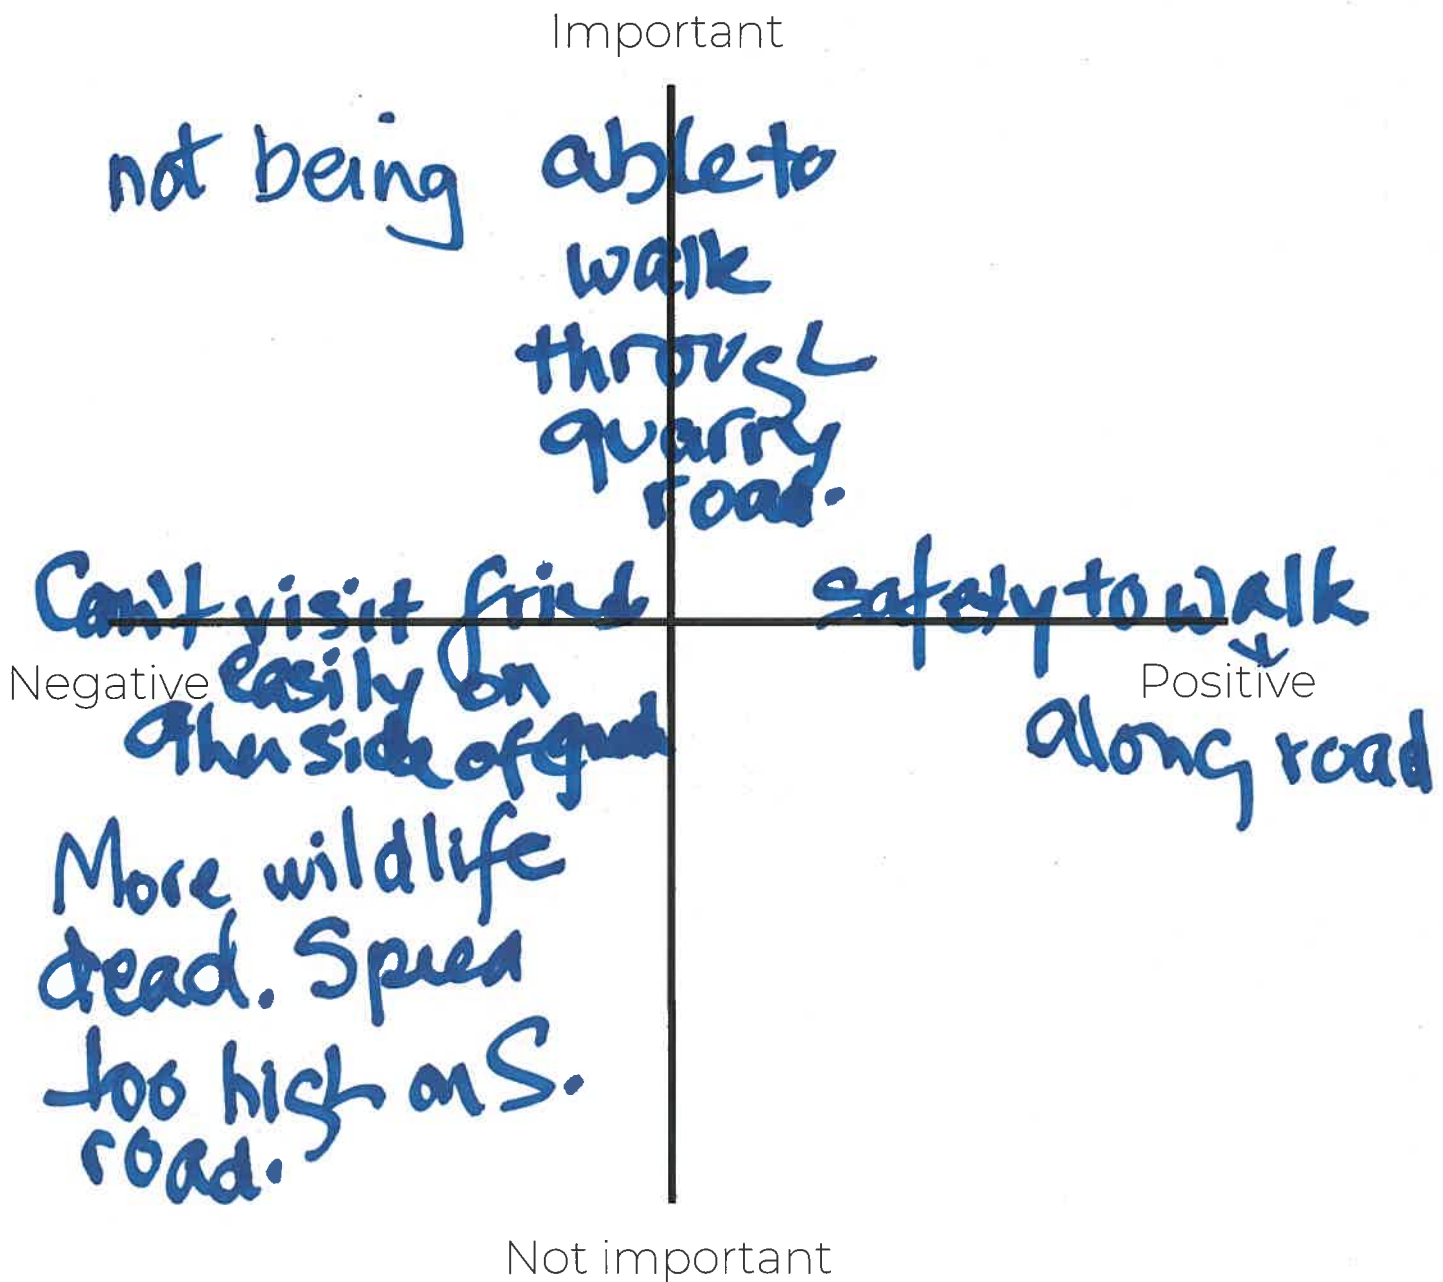 Important
not being able to
walk
through
quarry
road.
Can't visit frind
easily on
other side of
safety to walk
along road
Negative
Positive
More wildlife
dead. Speed
too high on S.
road.
Not important